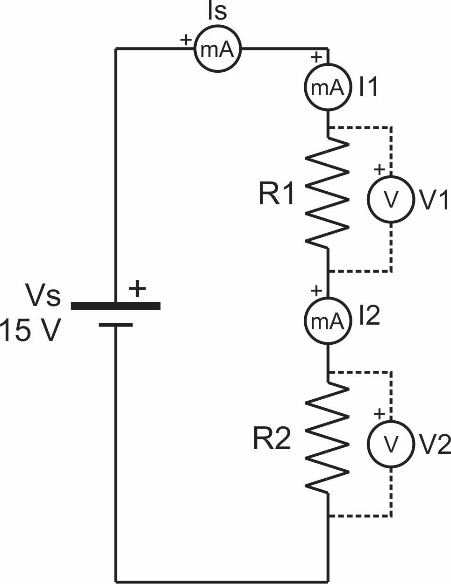 Is
+ mA
+
mA I1
R1
+
V V1
+
Vs
15 V
+
mA I2
R2
+
V V2